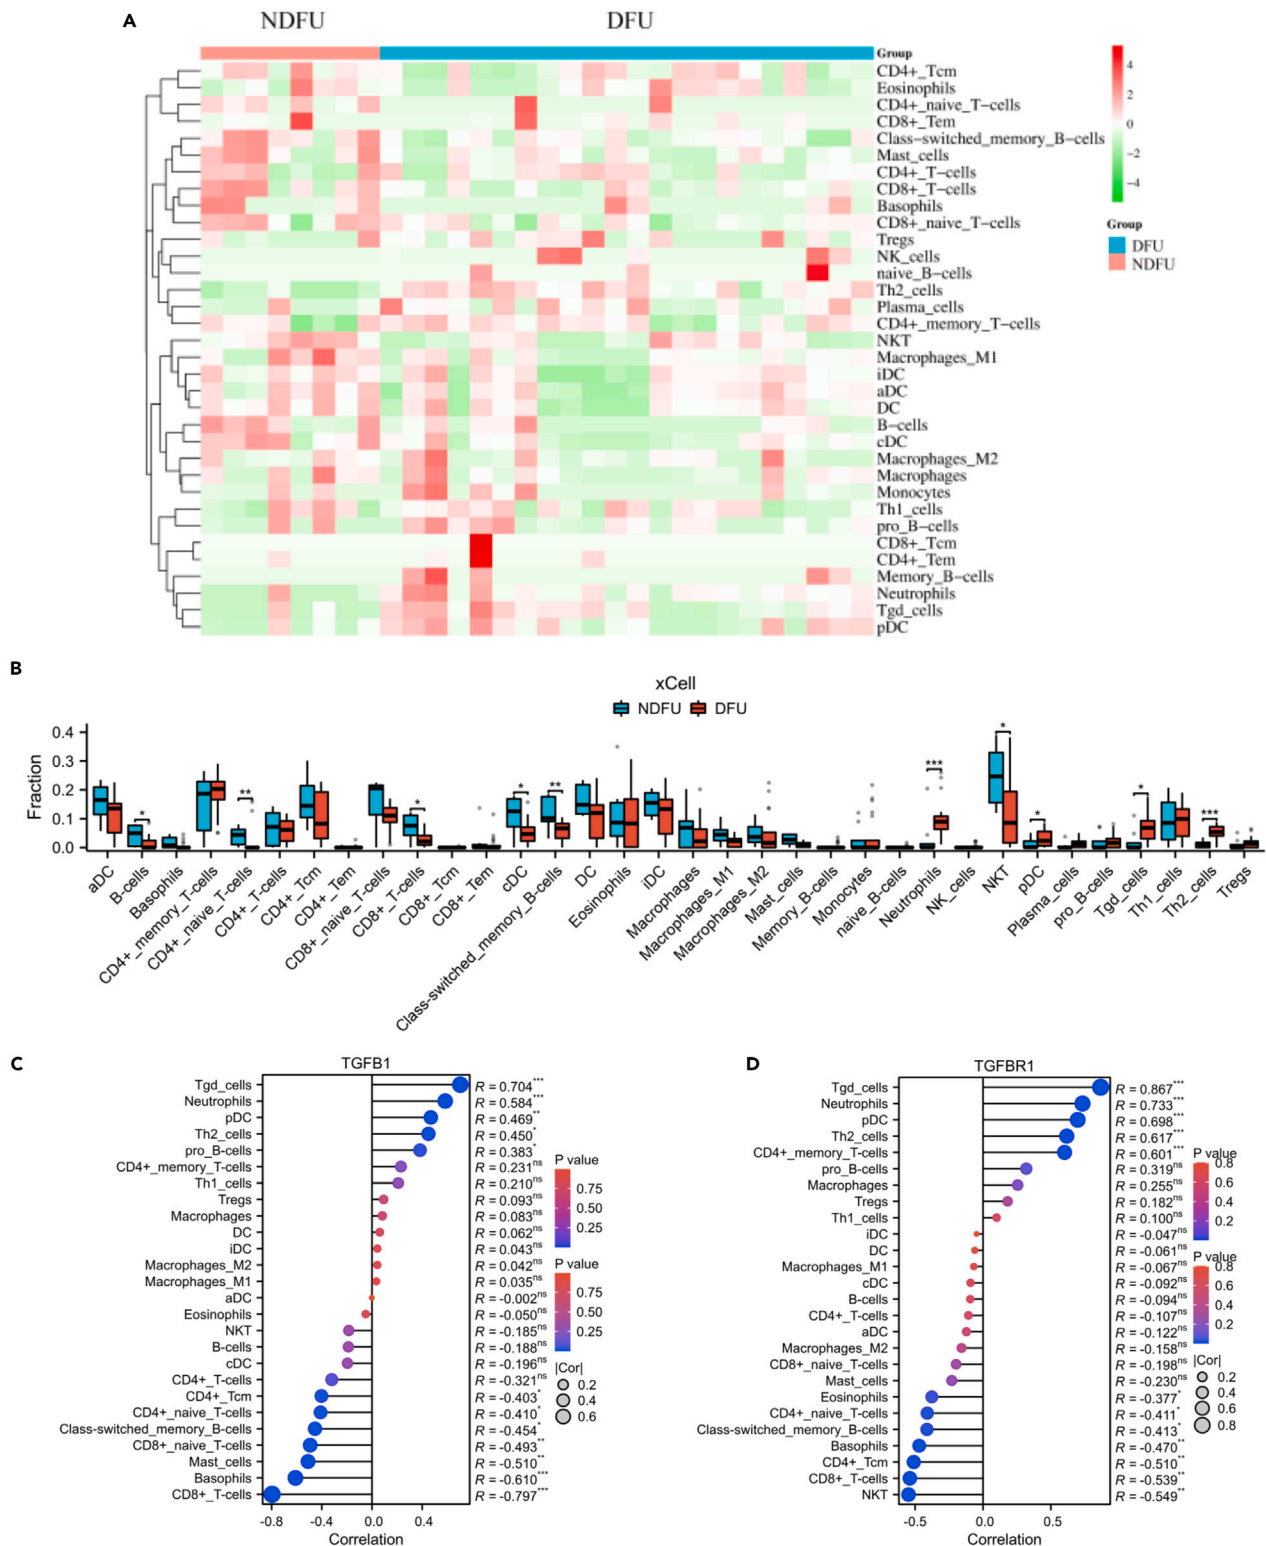 A
NDFU
DFU
Group
CD4+_Tcm
Eosinophils
CD4+_naive_T-cells
CD8+_Tem
Class-switched_memory_B-cells
Mast_cells
CD4+_T-cells
CD8+_T-cells
Basophils
CD8+_naive_T-cells
Tregs
NK_cells
naive_B-cells
Th2_cells
Plasma_cells
CD4+_memory_T-cells
NKT
Macrophages_M1
iDC
aDC
DC
B-cells
cDC
Macrophages_M2
Macrophages
Monocytes
Th1_cells
pro_B-cells
CD8+_Tcm
CD4+_Tem
Memory_B-cells
Neutrophils
Tgd_cells
pDC
4
2
0
−2
−4
Group
DFU
NDFU
B
xCell
NDFU DFU
Fraction
0.4
0.3
0.2
0.1
0.0
* ** * * ** *** * * * ***
aDC
B-cells
Basophils
CD4+_memory_T-cells
CD4+_naive_T-cells
CD4+_T-cells
CD4+_Tcm
CD4+_Tem
CD8+_naive_T-cells
CD8+_T-cells
CD8+_Tcm
CD8+_Tem
cDC
Class-switched_memory_B-cells
DC
Eosinophils
iDC
Macrophages
Macrophages_M1
Macrophages_M2
Mast_cells
Memory_B-cells
Monocytes
naive_B-cells
Neutrophils
NK_cells
NKT
pDC
Plasma_cells
pro_B-cells
Tgd_cells
Th1_cells
Th2_cells
Tregs
C
TGFB1
Tgd_cells R = 0.704***
Neutrophils R = 0.584***
pDC R = 0.469**
Th2_cells R = 0.450*
pro_B-cells R = 0.383*
CD4+_memory_T-cells R = 0.231ns
Th1_cells R = 0.210ns
Tregs R = 0.093ns
Macrophages R = 0.083ns
DC R = 0.062ns
iDC R = 0.043ns
Macrophages_M2 R = 0.042ns
Macrophages_M1 R = 0.035ns
aDC R = -0.002ns
Eosinophils R = -0.050ns
NKT R = -0.185ns
B-cells R = -0.188ns
cDC R = -0.196ns
CD4+_T-cells R = -0.321ns
CD4+_Tcm R = -0.403*
CD4+_naive_T-cells R = -0.410*
Class-switched_memory_B-cells R = -0.454*
CD8+_naive_T-cells R = -0.493**
Mast_cells R = -0.510**
Basophils R = -0.610***
CD8+_T-cells R = -0.797***
-0.8 -0.4 0.0 0.4
Correlation
P value
0.75
0.50
0.25
P value
0.75
0.50
0.25
|Cor|
0.2
0.4
0.6
D
TGFBR1
Tgd_cells R = 0.867***
Neutrophils R = 0.733***
pDC R = 0.698***
Th2_cells R = 0.617***
CD4+_memory_T-cells R = 0.601***
pro_B-cells R = 0.319ns
Macrophages R = 0.255ns
Tregs R = 0.182ns
Th1_cells R = 0.100ns
iDC R = -0.047ns
DC R = -0.061ns
Macrophages_M1 R = -0.067ns
cDC R = -0.092ns
B-cells R = -0.094ns
CD4+_T-cells R = -0.107ns
aDC R = -0.122ns
Macrophages_M2 R = -0.158ns
CD8+_naive_T-cells R = -0.198ns
Mast_cells R = -0.230ns
Eosinophils R = -0.377*
CD4+_naive_T-cells R = -0.411*
Class-switched_memory_B-cells R = -0.413*
Basophils R = -0.470**
CD4+_Tcm R = -0.510**
CD8+_T-cells R = -0.539**
NKT R = -0.549**
-0.5 0.0 0.5
Correlation
P value
0.8
0.6
0.4
0.2
P value
0.8
0.6
0.4
0.2
|Cor|
0.2
0.4
0.6
0.8